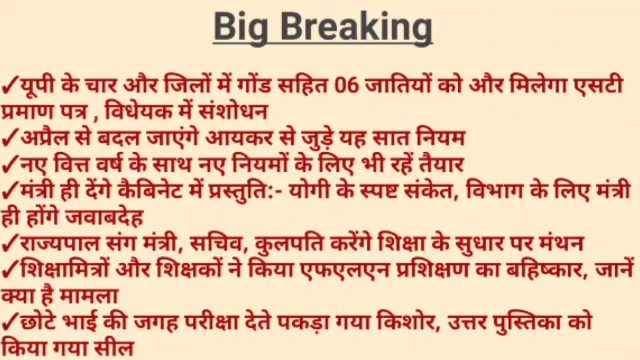 Big Breaking
✓यूपी के चार और जिलों में गोंड सहित 06 जातियों को और मिलेगा एसटी
प्रमाण पत्र , विधेयक में संशोधन
✓अप्रैल से बदल जाएंगे आयकर से जुड़े यह सात नियम
✓नए वित्त वर्ष के साथ नए नियमों के लिए भी रहें तैयार
✓मंत्री ही देंगे कैबिनेट में प्रस्तुति:- योगी के स्पष्ट संकेत, विभाग के लिए मंत्री
ही होंगे जवाबदेह
✓राज्यपाल संग मंत्री, सचिव, कुलपति करेंगे शिक्षा के सुधार पर मंथन
✓शिक्षामित्रों और शिक्षकों ने किया एफएलएन प्रशिक्षण का बहिष्कार, जानें
क्या है मामला
✓छोटे भाई की जगह परीक्षा देते पकड़ा गया किशोर, उत्तर पुस्तिका को
किया गया सील